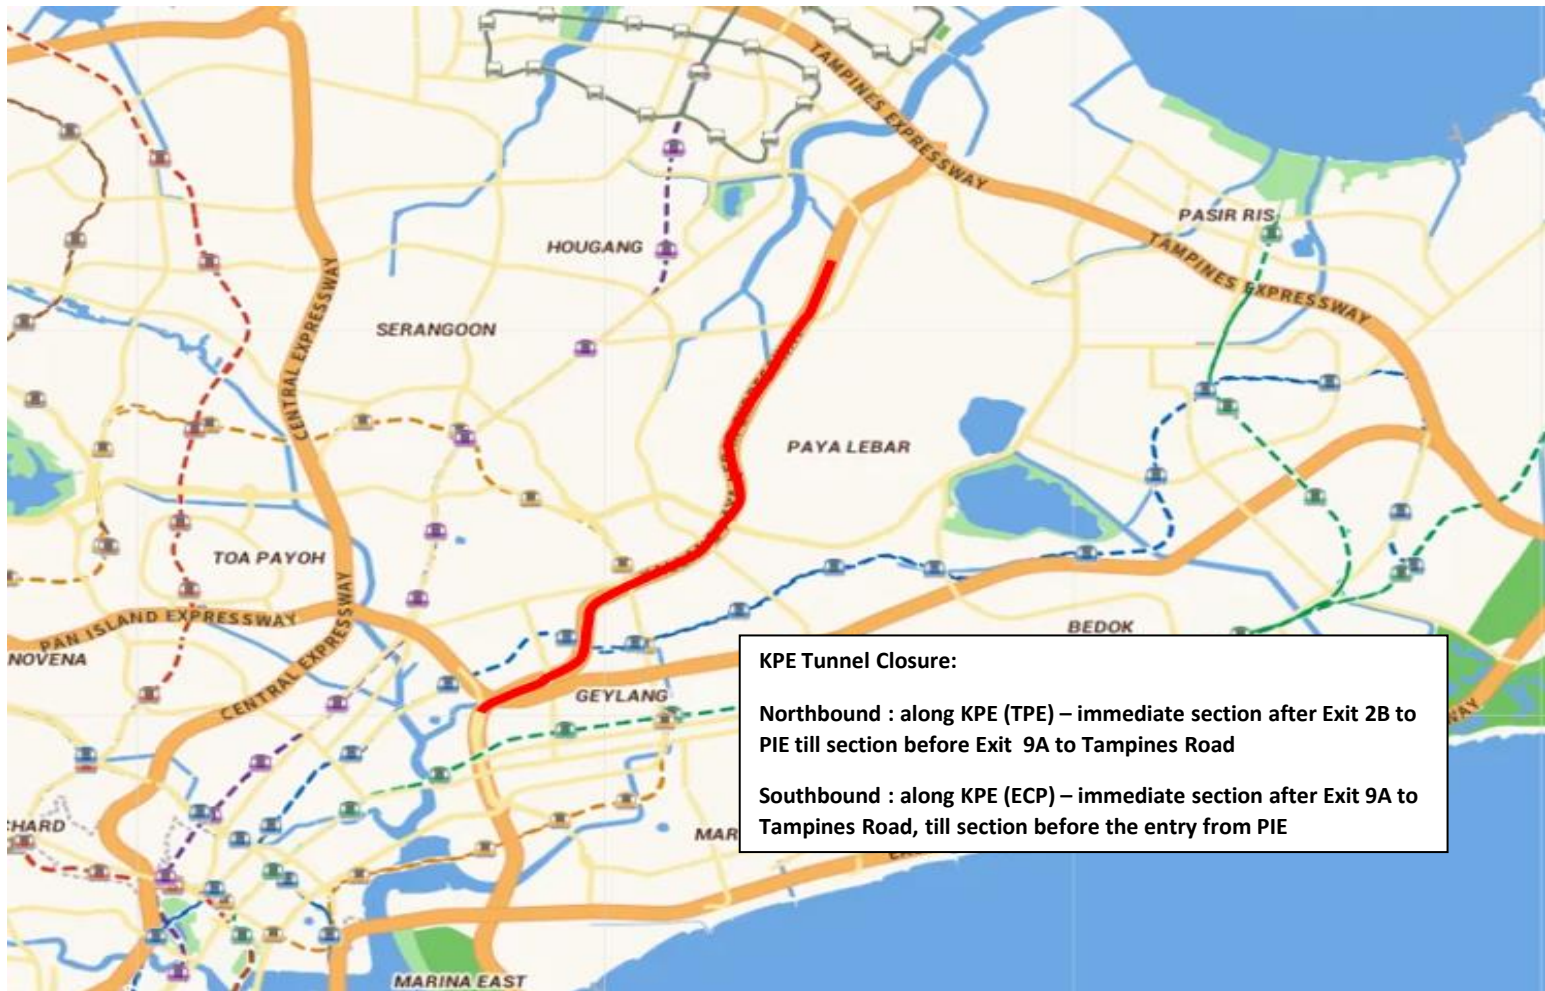 TAMPINES EXPRESSWAY
PASIR RIS
HOUGANG
TAMPINES EXPRESSWAY
CENTRAL EXPRESSWAY
SERANGOON
PAYA LEBAR
TOA PAYOH
PAN ISLAND EXPRESSWAY
CENTRAL EXPRESSWAY
NOVENA
BEDOK
GEYLANG
KPE Tunnel Closure:
Northbound : along KPE (TPE) – immediate section after Exit 2B to
PIE till section before Exit 9A to Tampines Road
Southbound : along KPE (ECP) – immediate section after Exit 9A to
Tampines Road, till section before the entry from PIE
WAY
CHARD
MAR
MARINA EAST